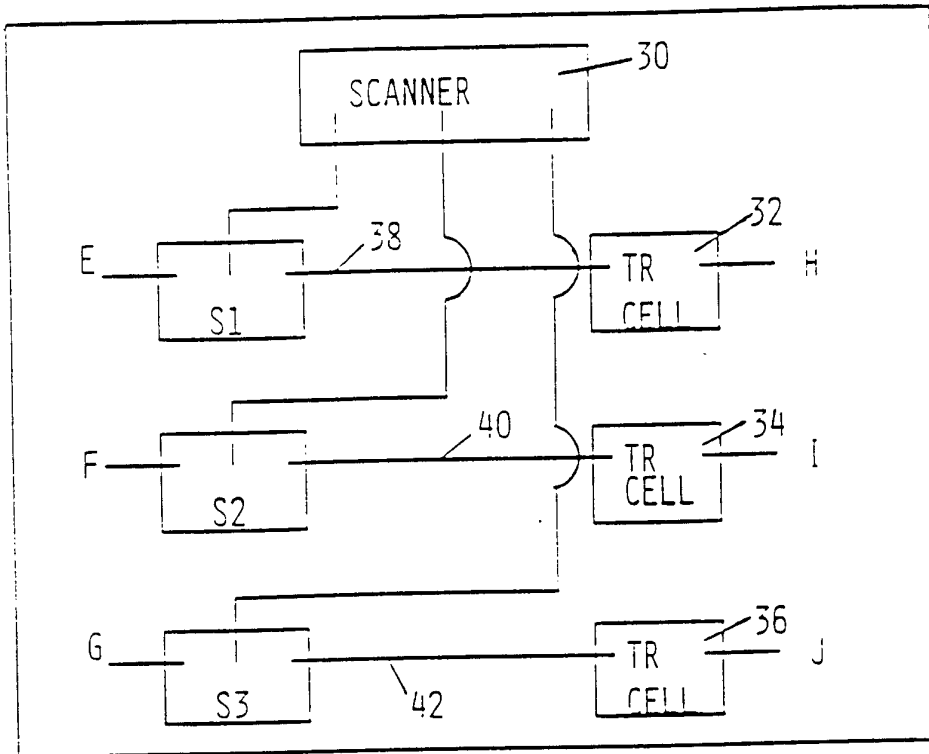 30
SCANNER
E
38
S1
32
TR
CELL
H
F
40
S2
34
TR
CELL
I
G
42
S3
36
TR
CELL
J